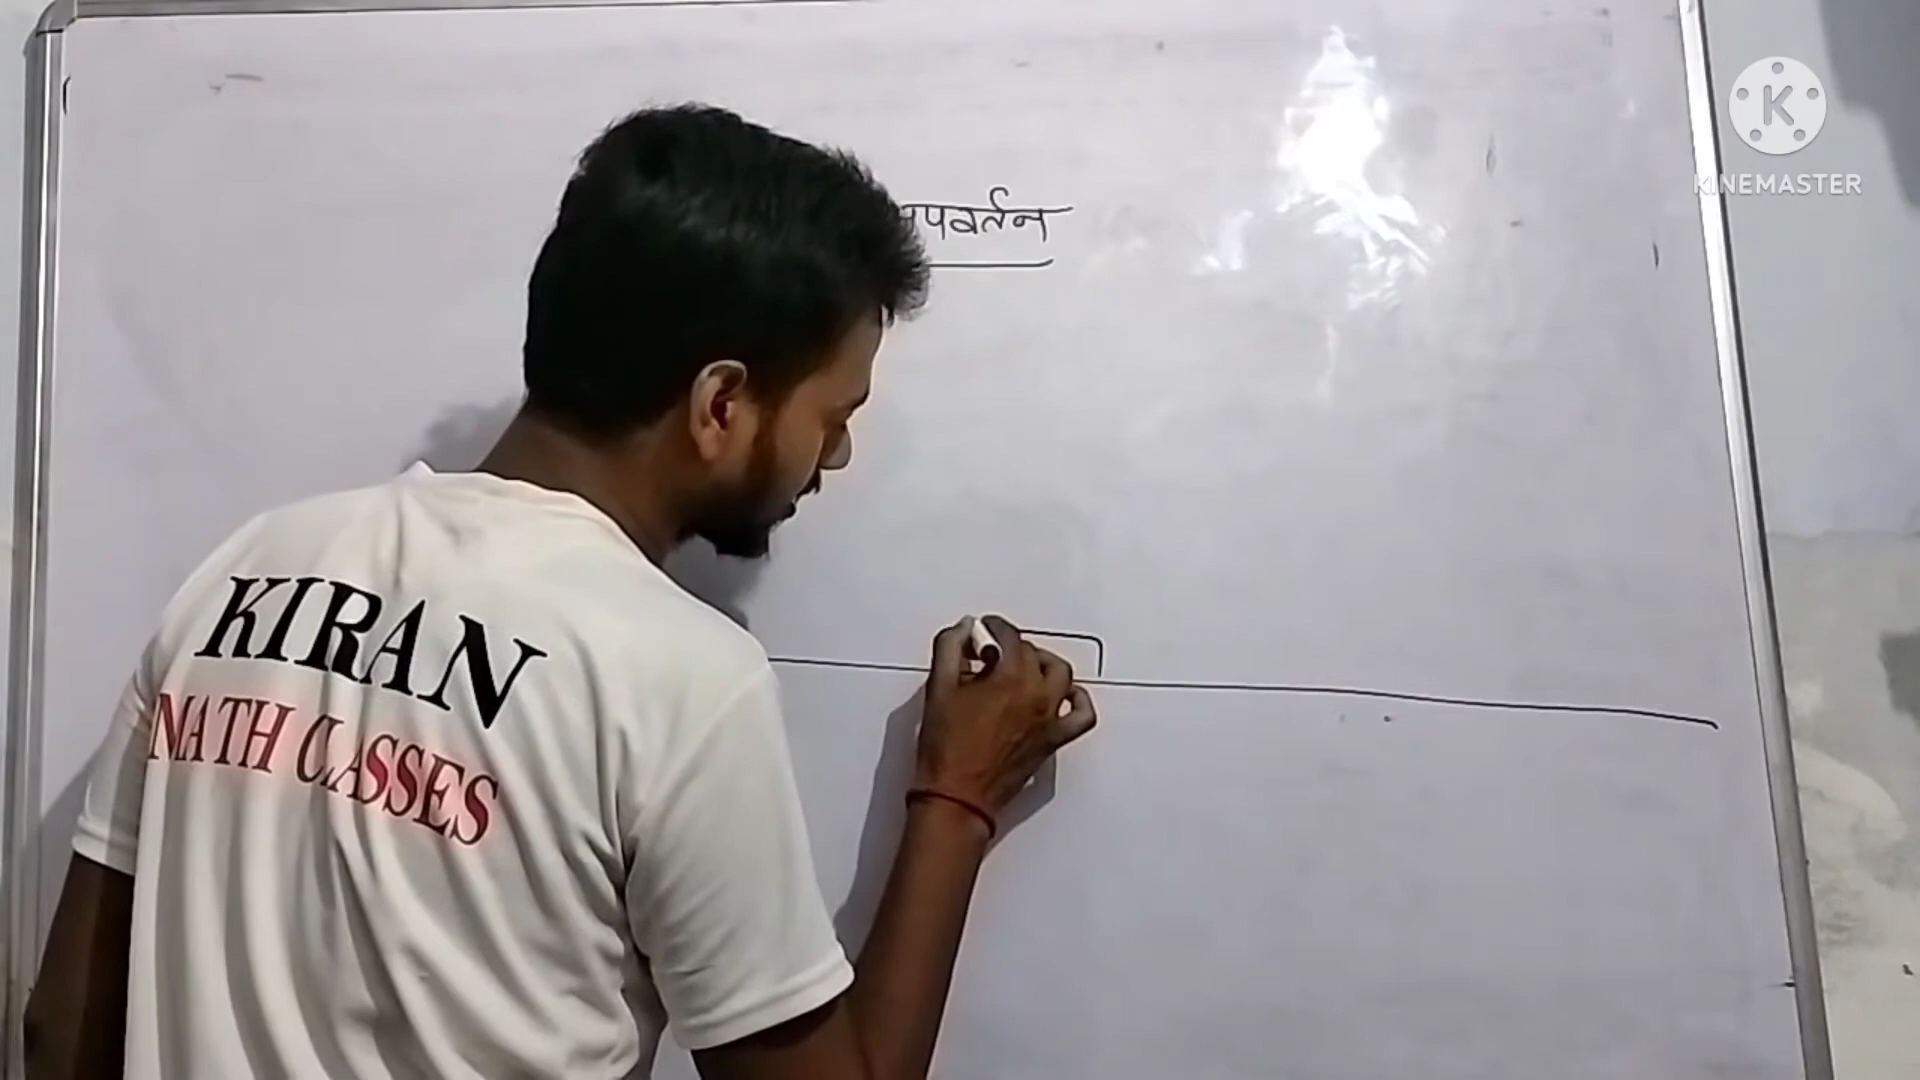 पवर्तन
KINEMASTER
KIRAN
MATH CLASSES